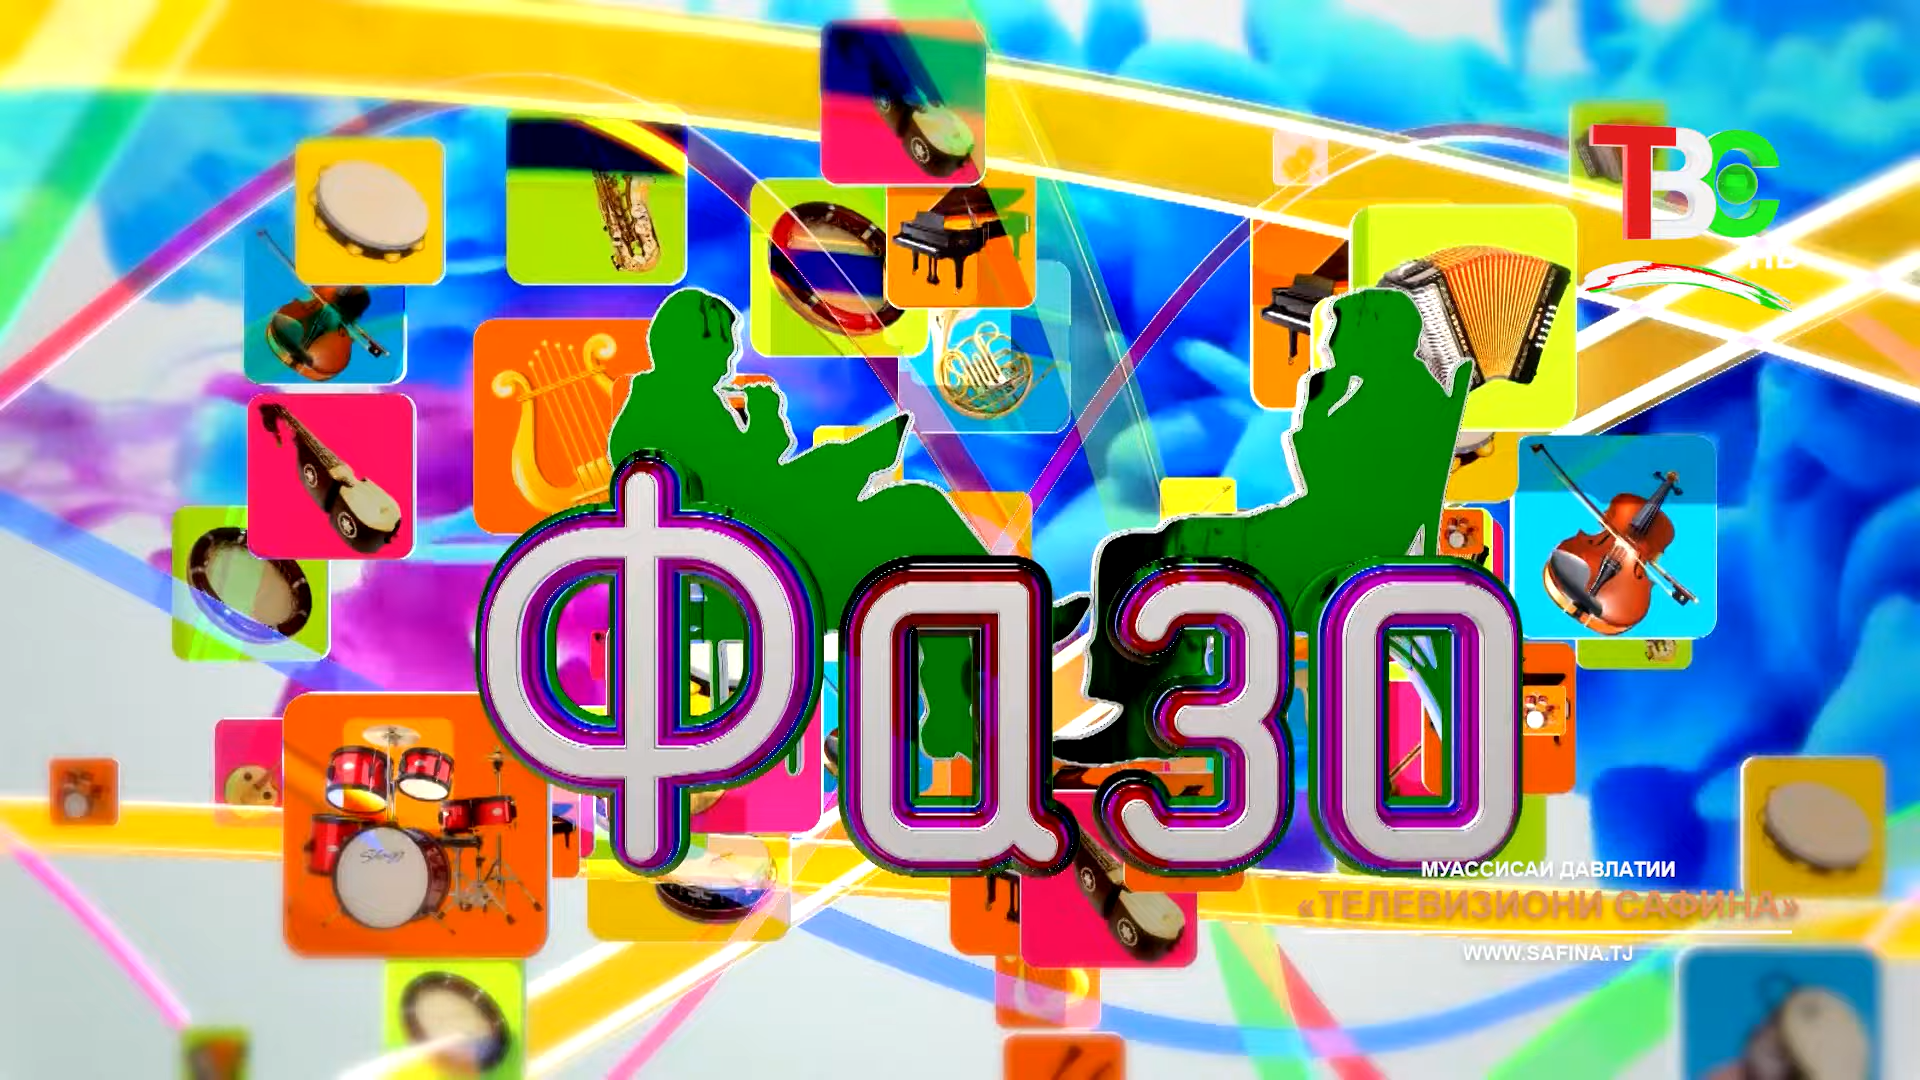 ТВС
Фазо
МУАССИСАИ ДАВЛАТИИ
«ТЕЛЕВИЗИОНИ САФИНА»
WWW.SAFINA.TJ